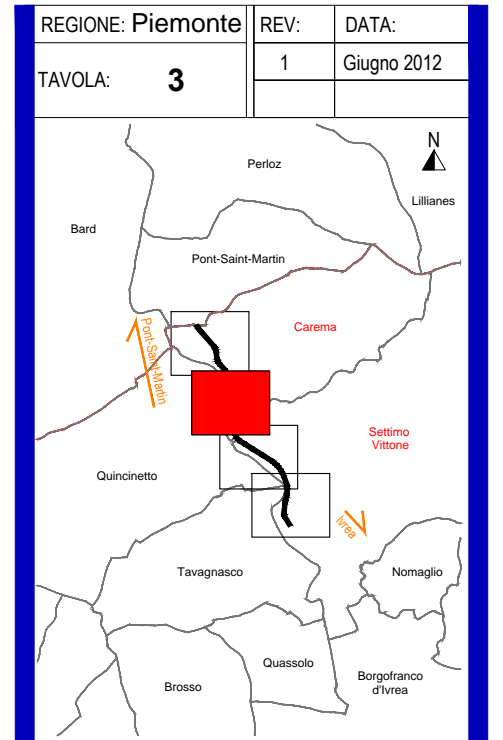 REGIONE: Piemonte
REV:
DATA:
TAVOLA: 3
1
Giugno 2012
N
Perloz
Lillianes
Bard
Pont-Saint-Martin
Pont-Saint-Martin
Carema
Settimo
Vittone
Quincinetto
Ivrea
Tavagnasco
Nomaglio
Quassolo
Borgofranco
d'Ivrea
Brosso